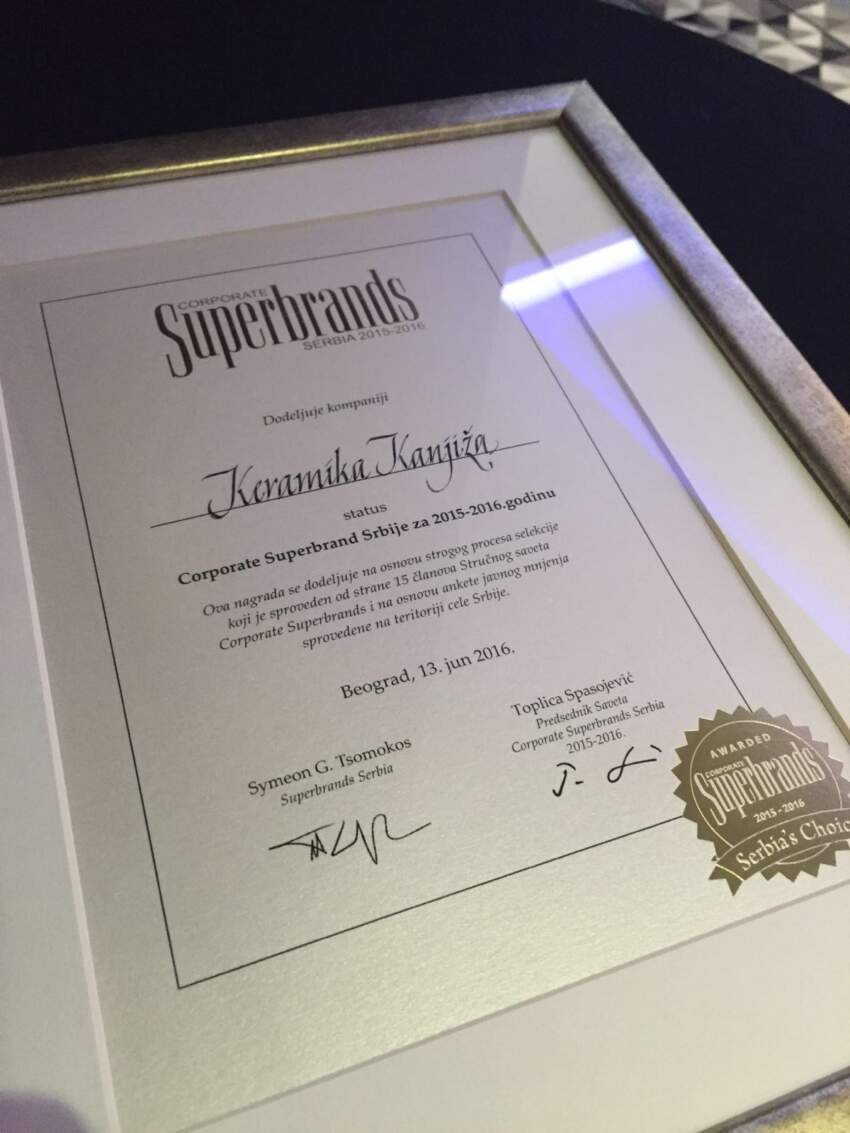 CORPORATE
Superbrands
SERBIA 2015-2016
Dodeljuje kompaniji
Keramika Kanjiža
status
Corporate Superbrand Srbije za 2015-2016.godinu
Ova nagrada se dodeljuje na osnovu strogog procesa selekcije
koji je sproveden od strane 15 članova Stručnog saveta
Corporate Superbrands i na osnovu ankete javnog mnjenja
sprovedene na teritoriji cele Srbije.
Beograd, 13. jun 2016.
Symeon G. Tsomokos
Superbrands Serbia
Toplica Spasojević
Predsednik Saveta
Corporate Superbrands Serbia
2015-2016.
AWARDED
CORPORATE
Superbrands
2015-2016
Serbia's Choic